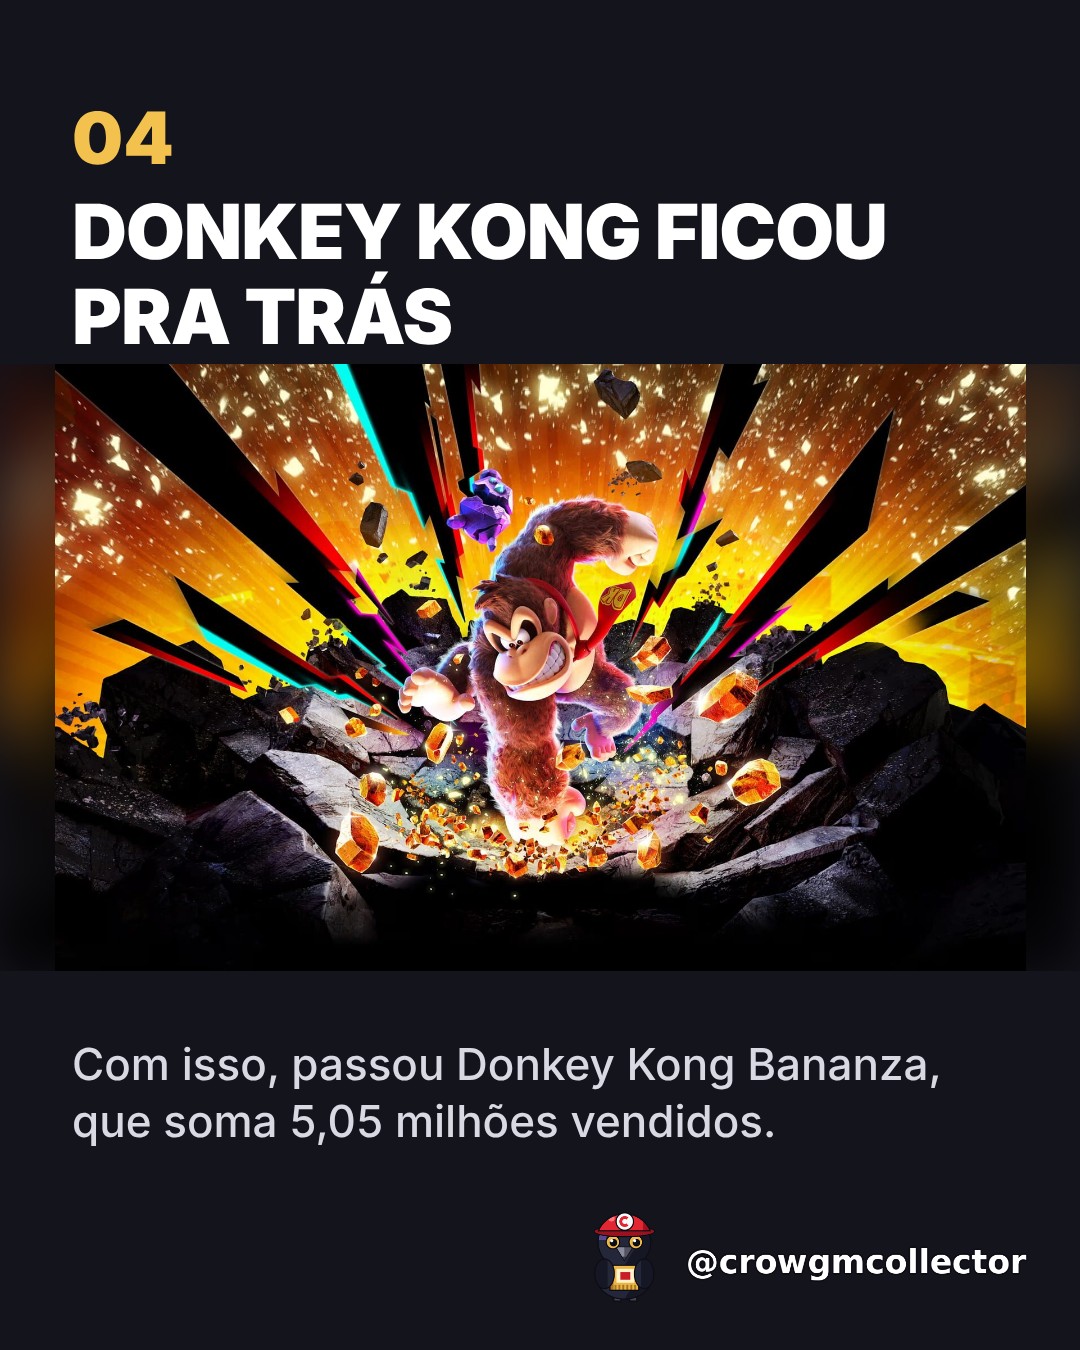 04
DONKEY KONG FICOU
PRA TRÁS
DK
Com isso, passou Donkey Kong Bananza,
que soma 5,05 milhões vendidos.
C
@crowgmcollector